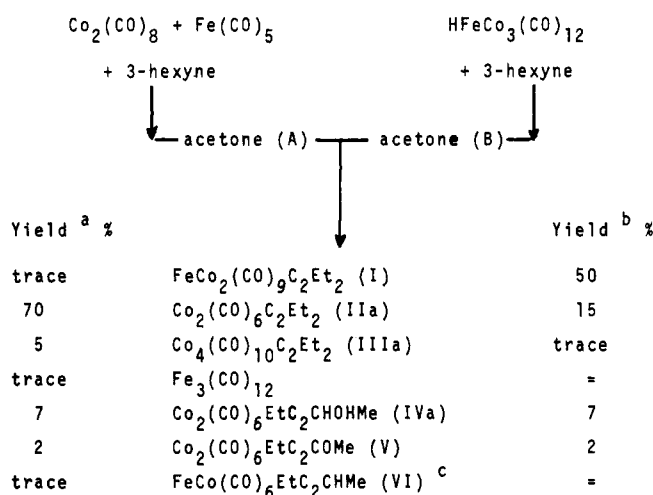 Co2(CO)8 + Fe(CO)5 HFeCo3(CO)12
+ 3-hexyne + 3-hexyne
acetone (A) acetone (B)
Yield a % Yield b %
trace FeCo2(CO)9C2Et2 (I) 50
70 Co2(CO)6C2Et2 (IIa) 15
5 Co4(CO)10C2Et2 (IIIa) trace
trace Fe3(CO)12 =
7 Co2(CO)6EtC2CHOHMe (IVa) 7
2 Co2(CO)6EtC2COMe (V) 2
trace FeCo(CO)6EtC2CHMe (VI) c =